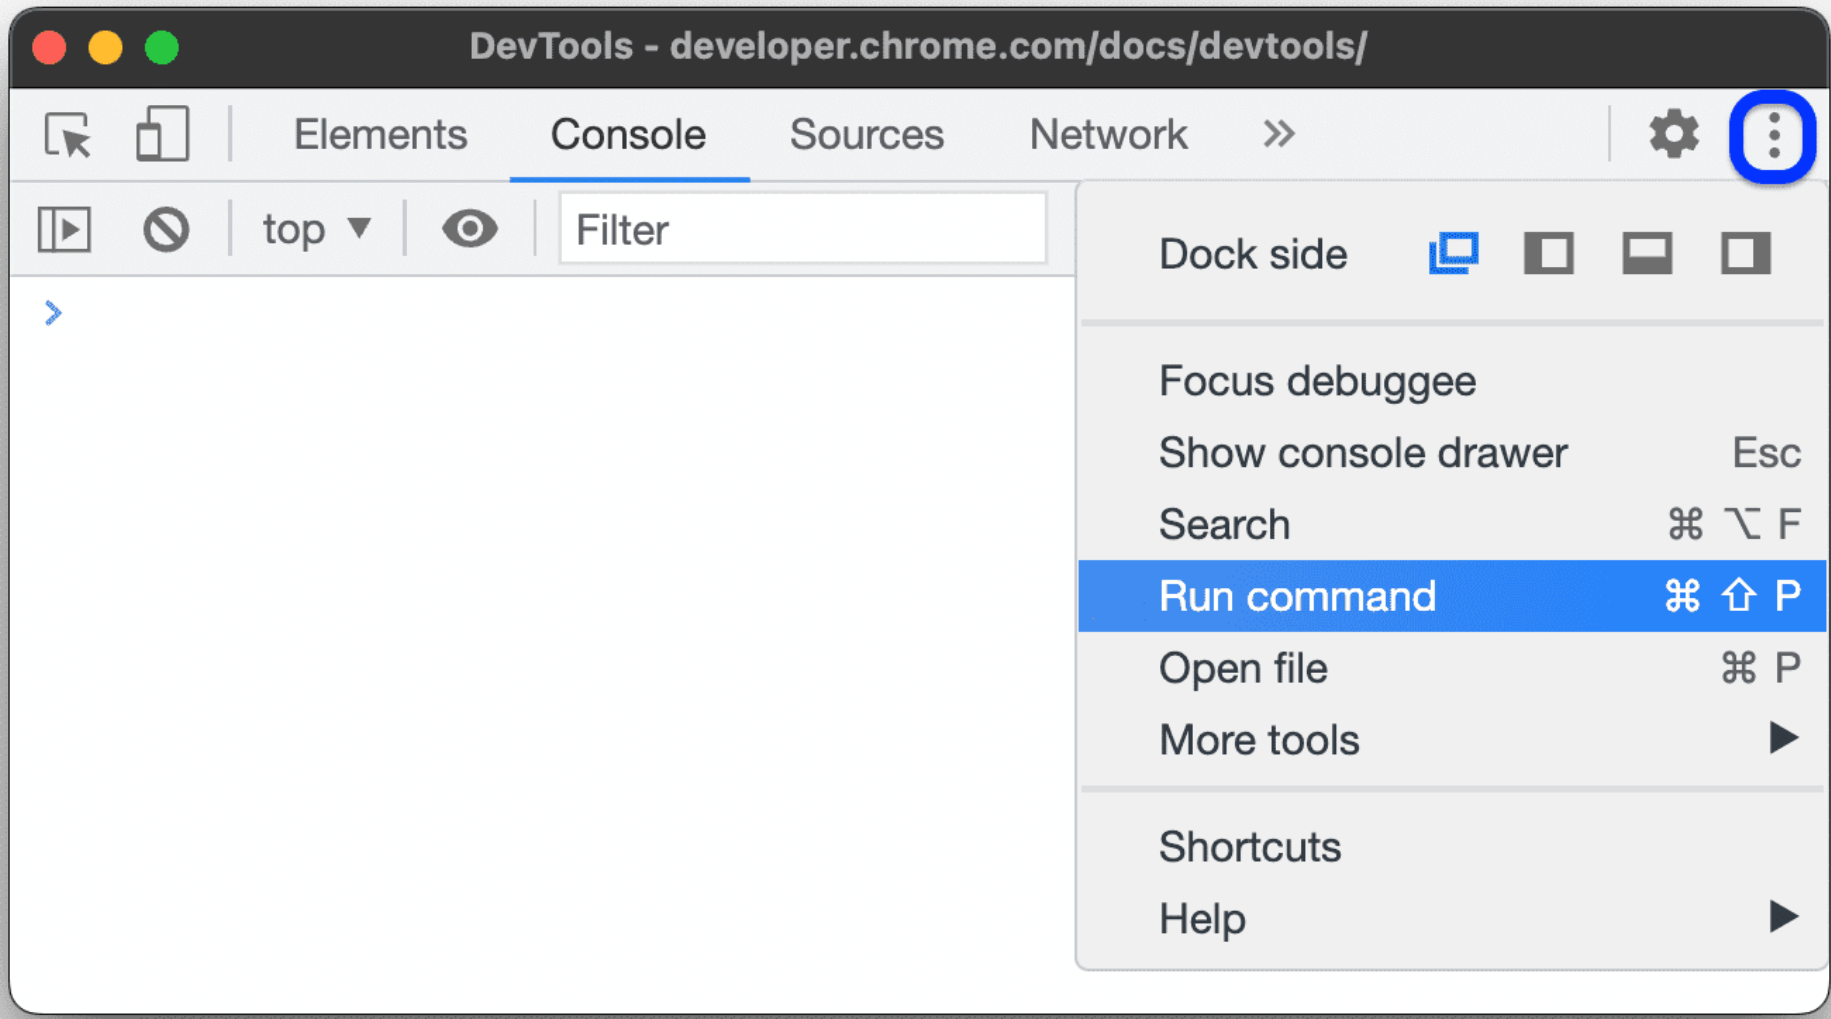 DevTools - developer.chrome.com/docs/devtools/
Elements Console Sources Network
top Filter
Dock side
Focus debuggee
Show console drawer Esc
Search ⌘ ⌥ F
Run command ⌘ ⇧ P
Open file ⌘ P
More tools
Shortcuts
Help